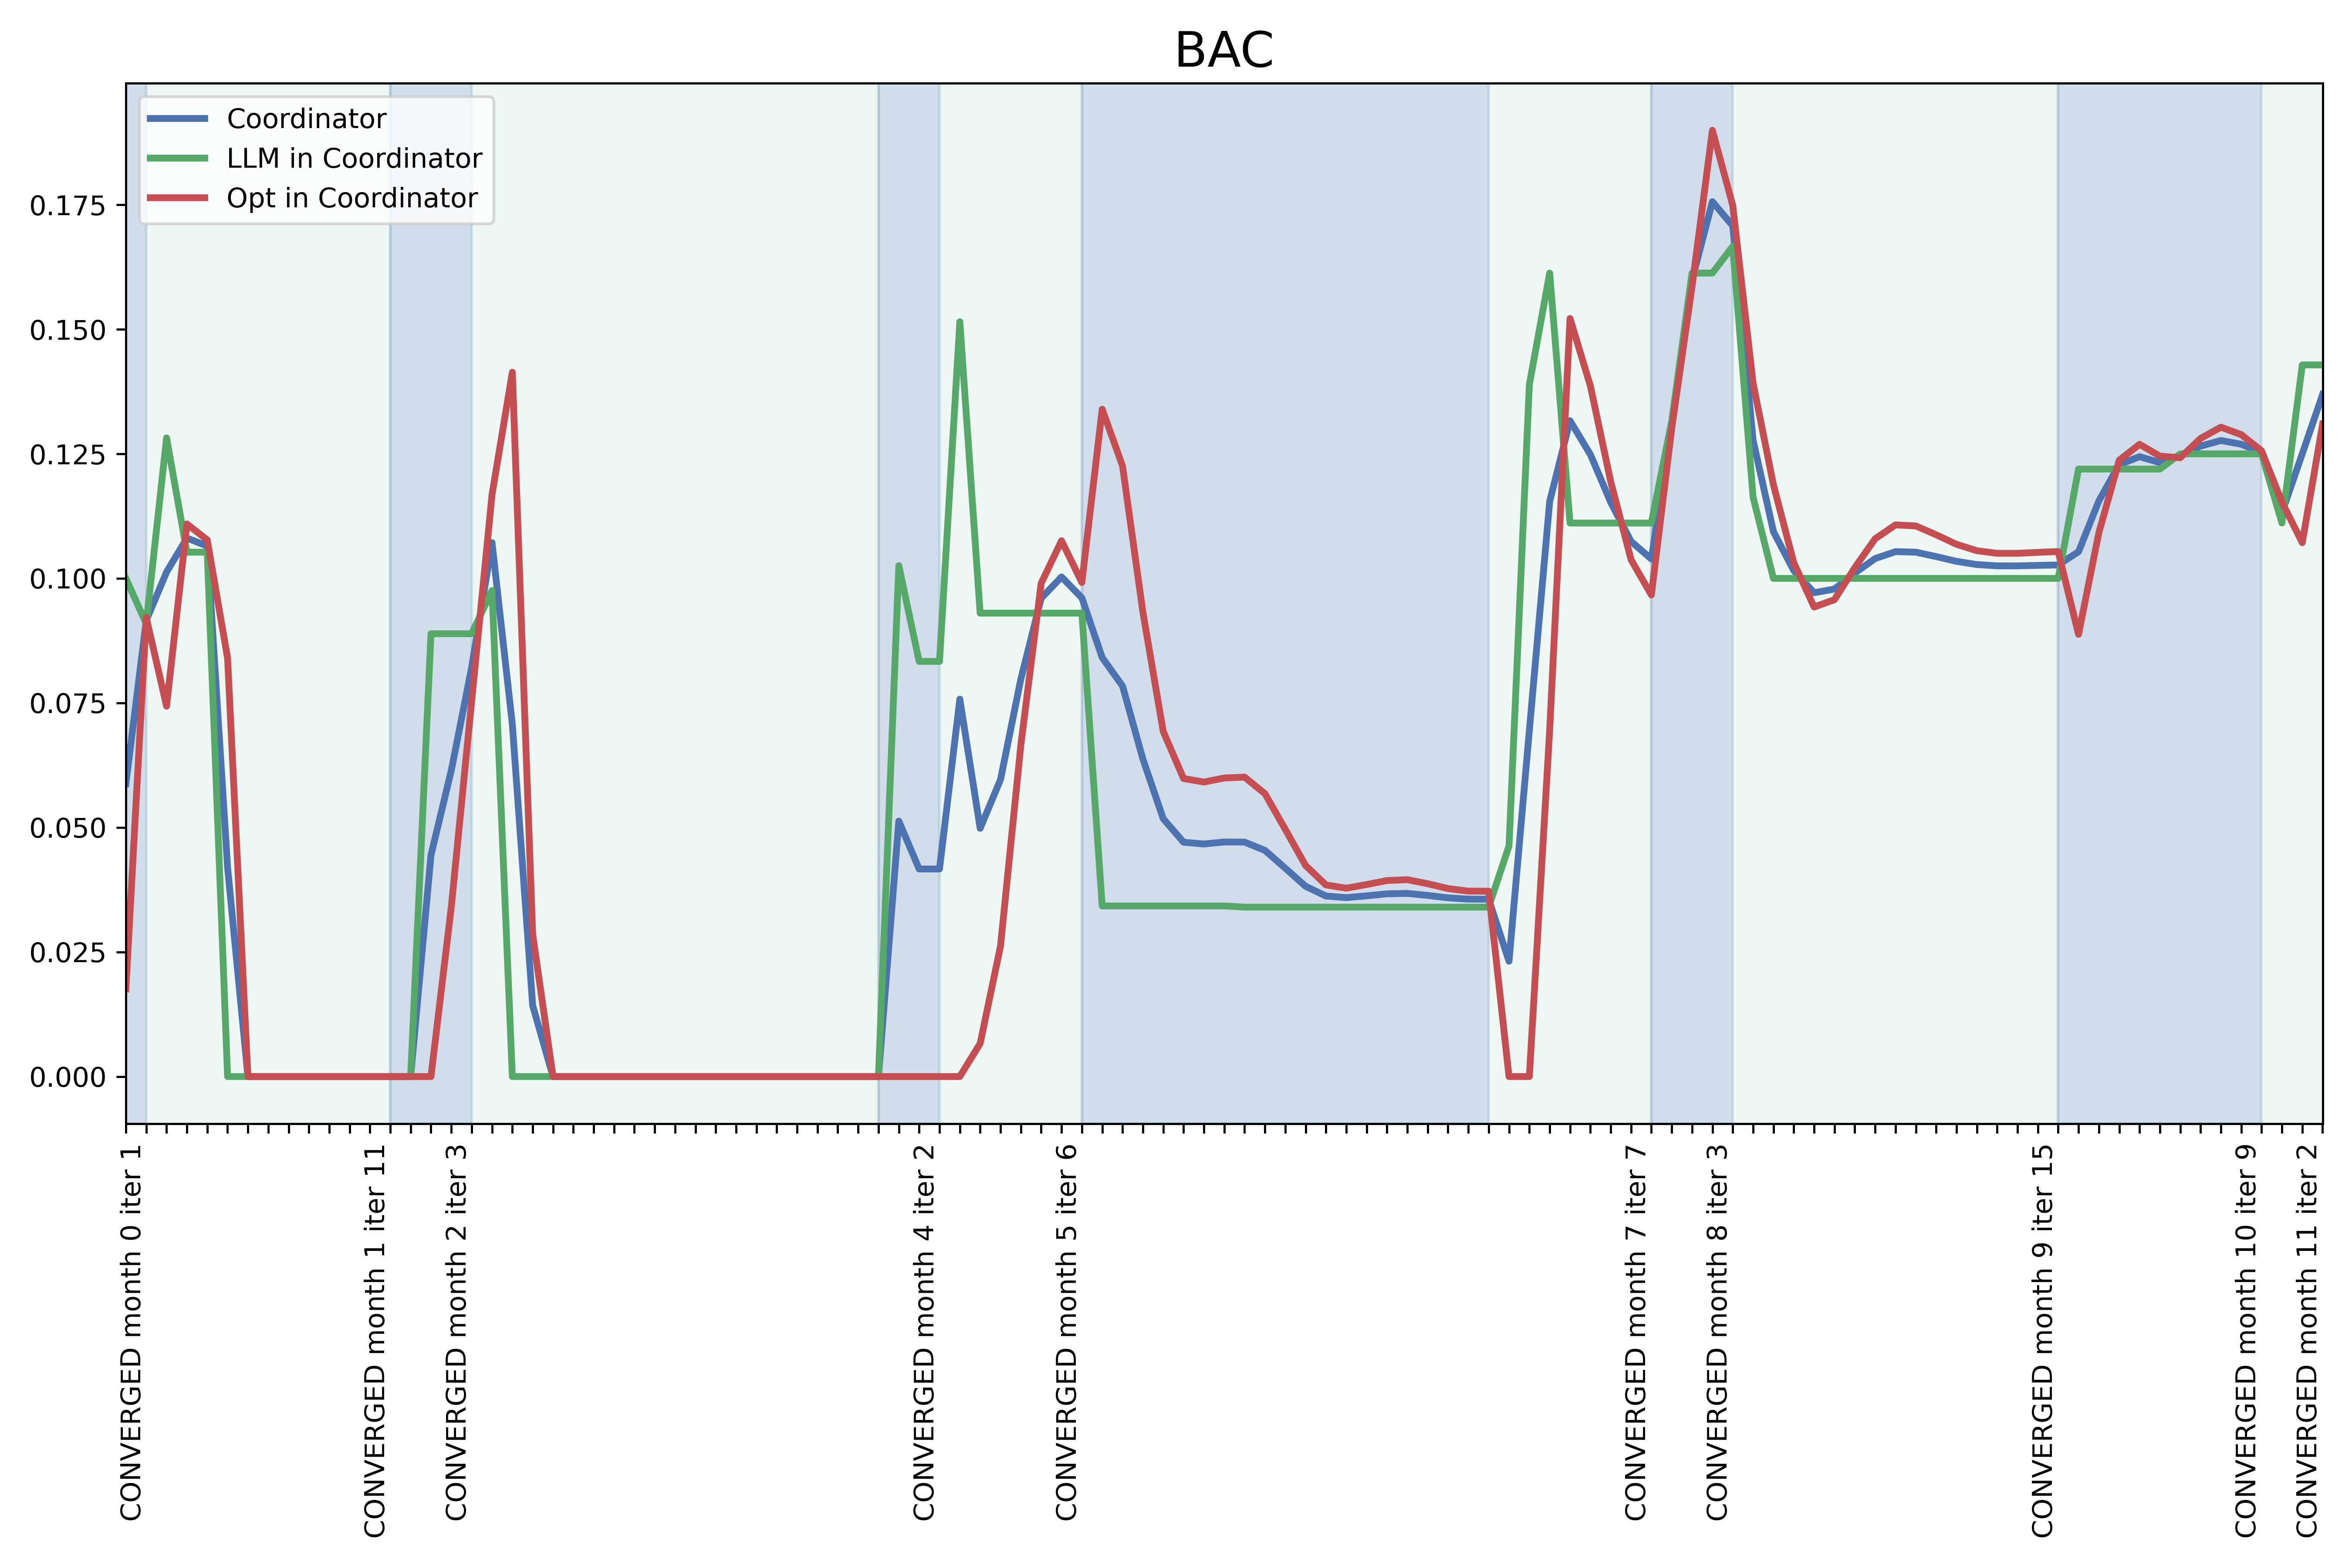 BAC
Coordinator
LLM in Coordinator
Opt in Coordinator
0.175
0.150
0.125
0.100
0.075
0.050
0.025
0.000
CONVERGED month 0 iter 1
CONVERGED month 1 iter 11
CONVERGED month 2 iter 3
CONVERGED month 4 iter 2
CONVERGED month 5 iter 6
CONVERGED month 7 iter 7
CONVERGED month 8 iter 3
CONVERGED month 9 iter 15
CONVERGED month 10 iter 9
CONVERGED month 11 iter 2